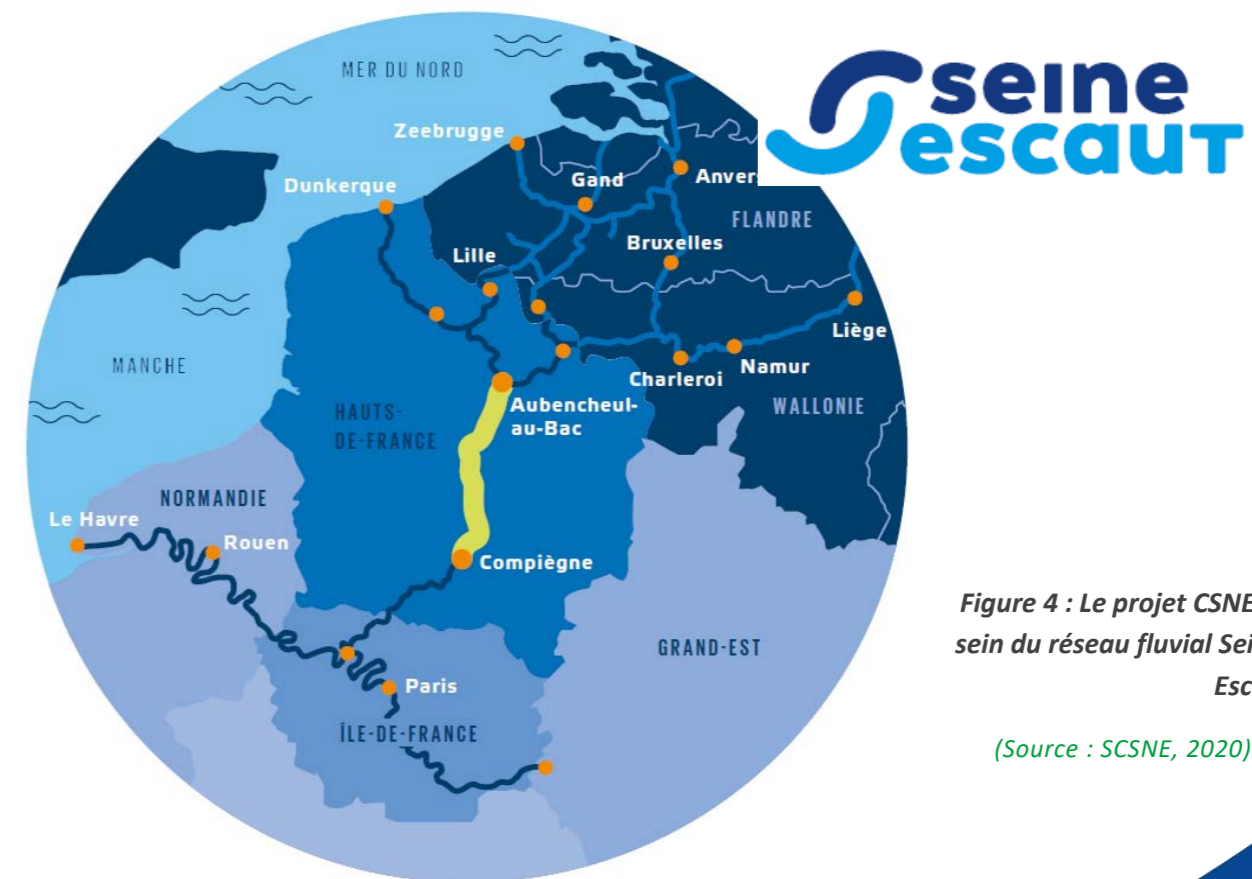 MER DU NORD
seine
escaut
Zeebrugge
Dunkerque
Gand
Anvers
FLANDRE
Lille
Bruxelles
Liège
MANCHE
Charleroi
Namur
WALLONIE
Aubencheul-
au-Bac
HAUTS-
DE-FRANCE
NORMANDIE
Le Havre
Rouen
Compiègne
Figure 4 : Le projet CSNE
sein du réseau fluvial Sei
Esc
GRAND-EST
Paris
ÎLE-DE-FRANCE
(Source : SCSNE, 2020)